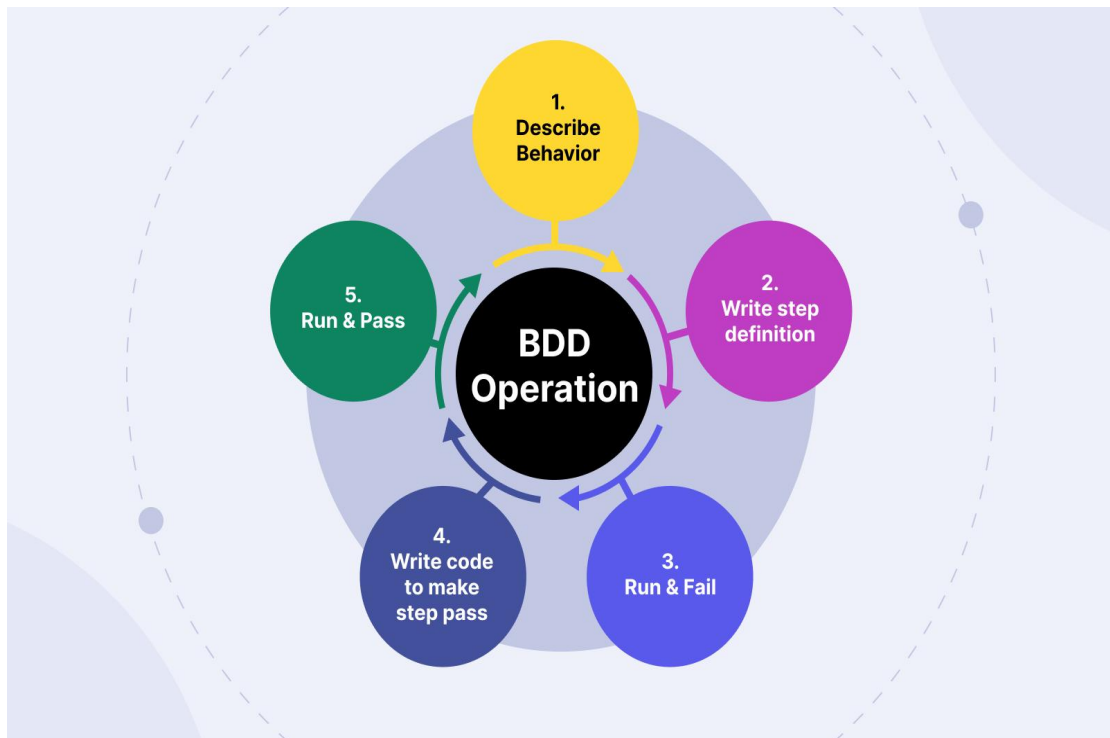 1.
Describe
Behavior
2.
Write step
definition
3.
Run & Fail
4.
Write code
to make
step pass
5.
Run & Pass
BDD
Operation